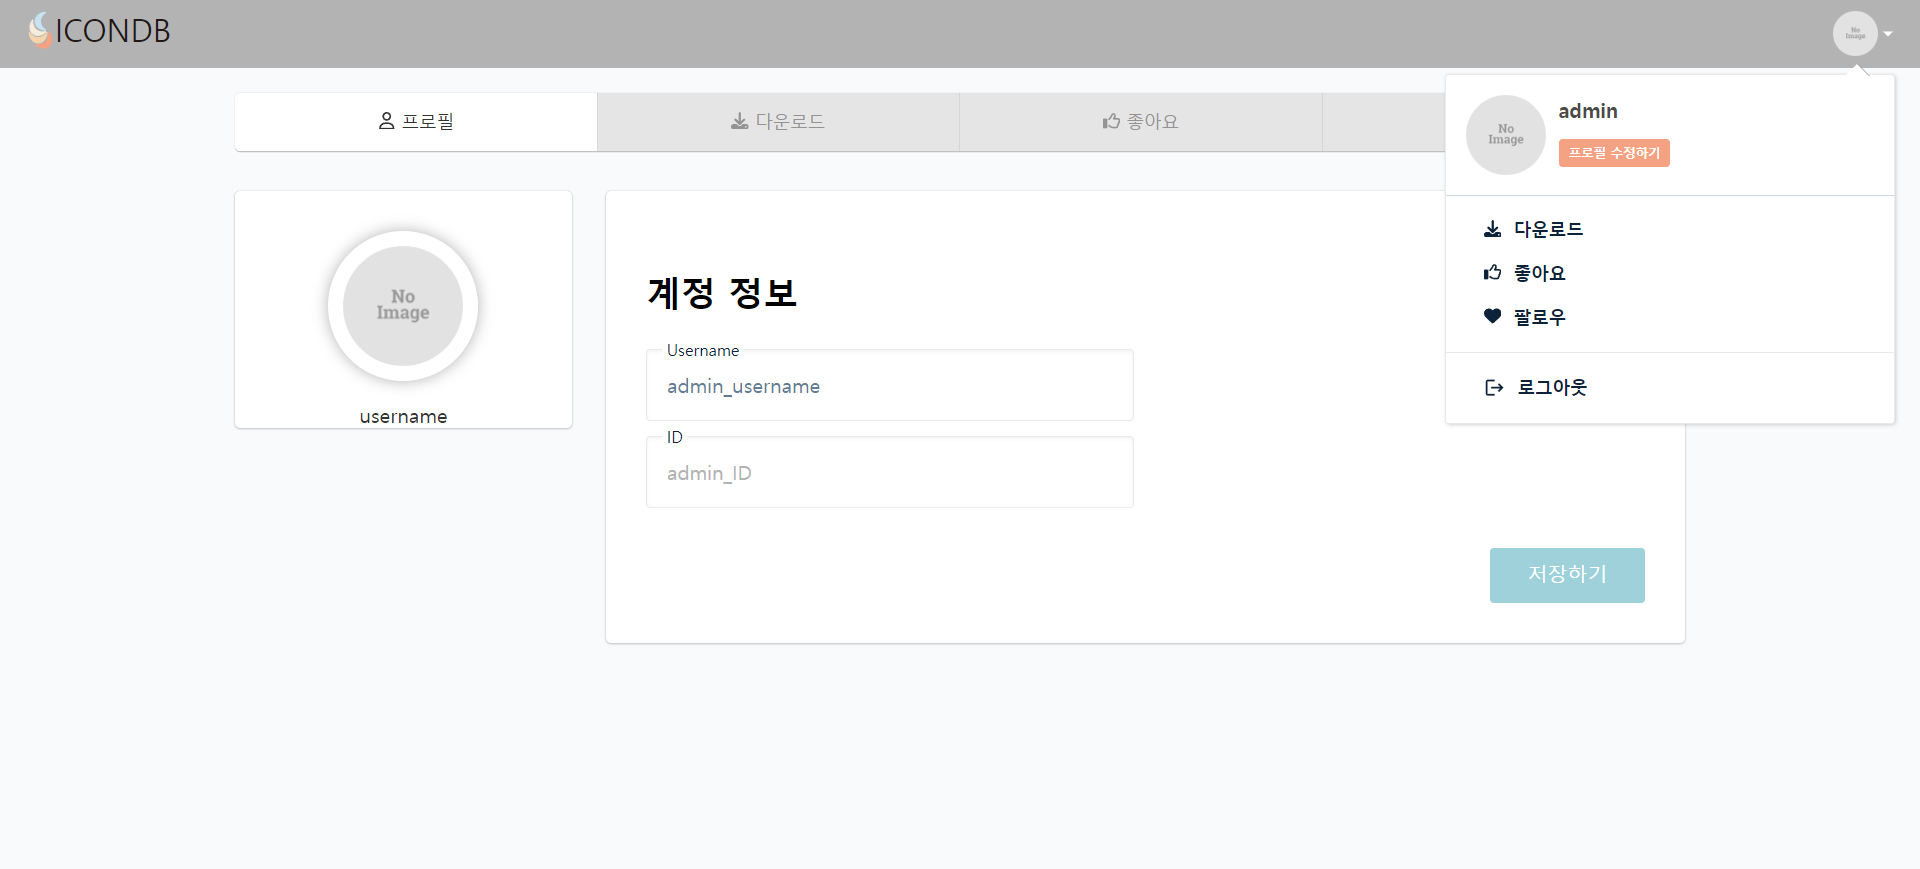 ICONDB
No
Image
프로필
다운로드
좋아요
admin
No
Image
프로필 수정하기
다운로드
좋아요
팔로우
로그아웃
No
Image
username
계정 정보
Username
admin_username
ID
admin_ID
저장하기